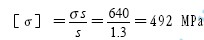 [σ] = σs/s = 640/1.3 = 492 MPa